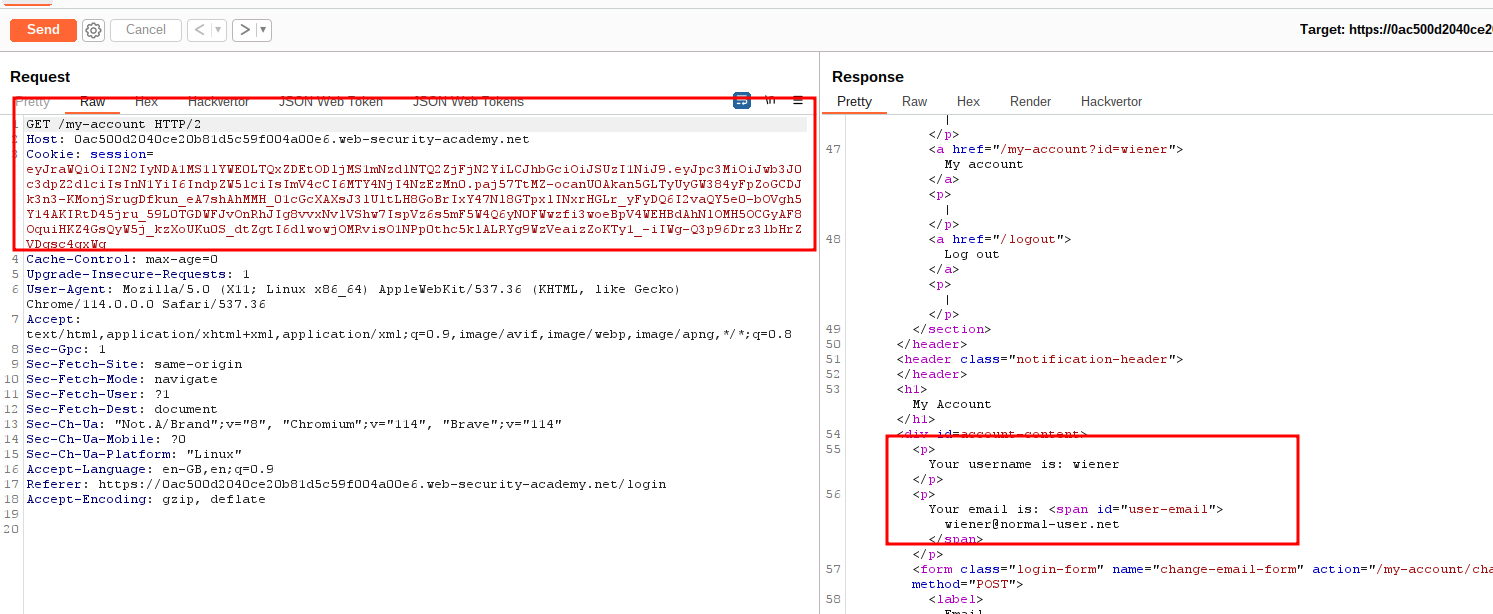 Send
Cancel
Target: https://0ac500d2040ce2
Request
Pretty Raw Hex Hackvertor JSON Web Token JSON Web Tokens \n
1 GET /my-account HTTP/2
2 Host: 0ac500d2040ce20b81d5c59f004a00e6.web-security-academy.net
3 Cookie: session=
4 Cache-Control: max-age=0
5 Upgrade-Insecure-Requests: 1
6 User-Agent: Mozilla/5.0 (X11; Linux x86_64) AppleWebKit/537.36 (KHTML, like Gecko)
Chrome/114.0.0.0 Safari/537.36
7 Accept:
text/html,application/xhtml+xml,application/xml;q=0.9,image/avif,image/webp,image/apng,*/*;q=0.8
8 Sec-Gpc: 1
9 Sec-Fetch-Site: same-origin
10 Sec-Fetch-Mode: navigate
11 Sec-Fetch-User: ?1
12 Sec-Fetch-Dest: document
13 Sec-Ch-Ua: "Not.A/Brand";v="8", "Chromium";v="114", "Brave";v="114"
14 Sec-Ch-Ua-Mobile: ?0
15 Sec-Ch-Ua-Platform: "Linux"
16 Accept-Language: en-GB,en;q=0.9
17 Referer: https://0ac500d2040ce20b81d5c59f004a00e6.web-security-academy.net/login
18 Accept-Encoding: gzip, deflate
19
20
Response
Pretty Raw Hex Render Hackvertor
|
</p>
47 <a href="/my-account?id=wiener">
My account
</a>
<p>
|
</p>
48 <a href="/logout">
Log out
</a>
<p>
|
</p>
49 </section>
50 </header>
51 <header class="notification-header">
52 </header>
53 <h1>
My Account
</h1>
54 <div id=account-content>
55 <p>
Your username is: wiener
</p>
56 <p>
Your email is: <span id="user-email">
wiener@normal-user.net
</span>
</p>
57 <form class="login-form" name="change-email-form" action="/my-account/cha
method="POST">
58 <label>
Email